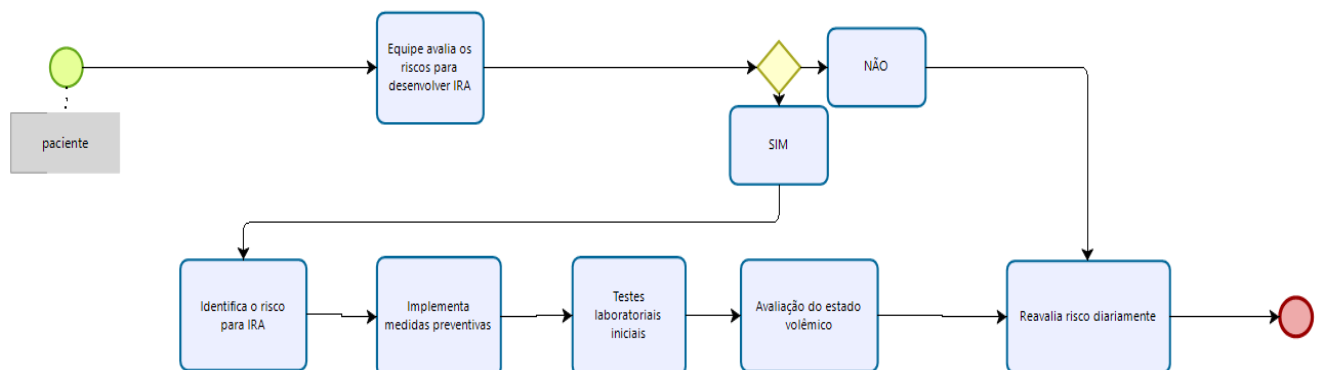 Equipe avalia os
riscos para
desenvolver IRA
NÃO
paciente
SIM
Identifica o risco
para IRA
Implementa
medidas preventivas
Testes
laboratoriais
iniciais
Avaliação do estado
volêmico
Reavalia risco diariamente